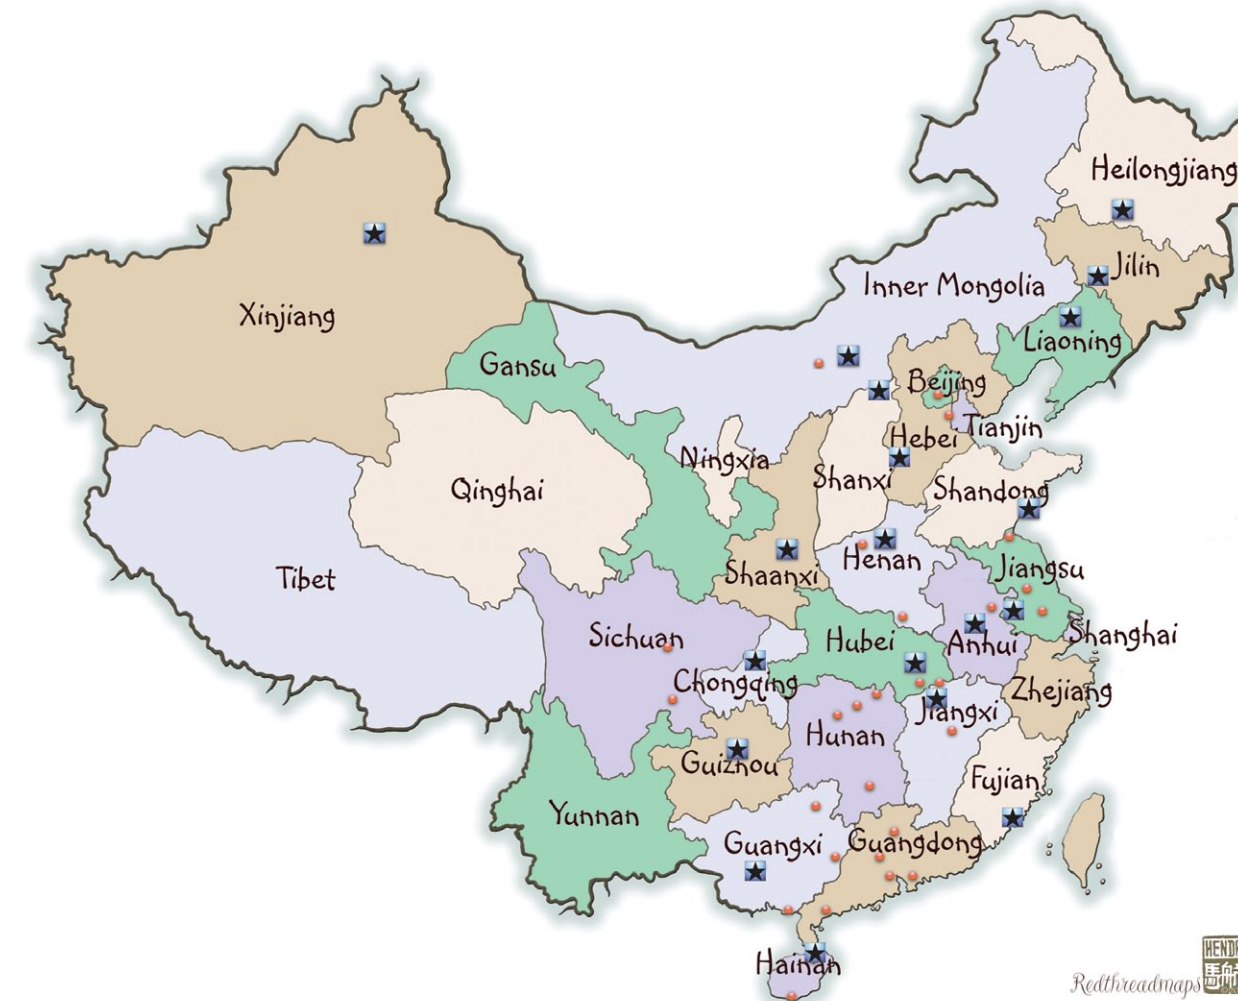 Heilongjiang
Jilin
Inner Mongolia
Xinjiang
Liaoning
Gansu
Beijing
Tianjin
Hebei
Ningxia
Shanxi
Qinghai
Shandong
Henan
Jiangsu
Shaanxi
Tibet
Sichuan
Hubei
Anhui
Shanghai
Chongqing
Zhejiang
Jiangxi
Hunan
Guizhou
Fujian
Yunnan
Guangxi
Guangdong
Hainan
Redthreadmaps